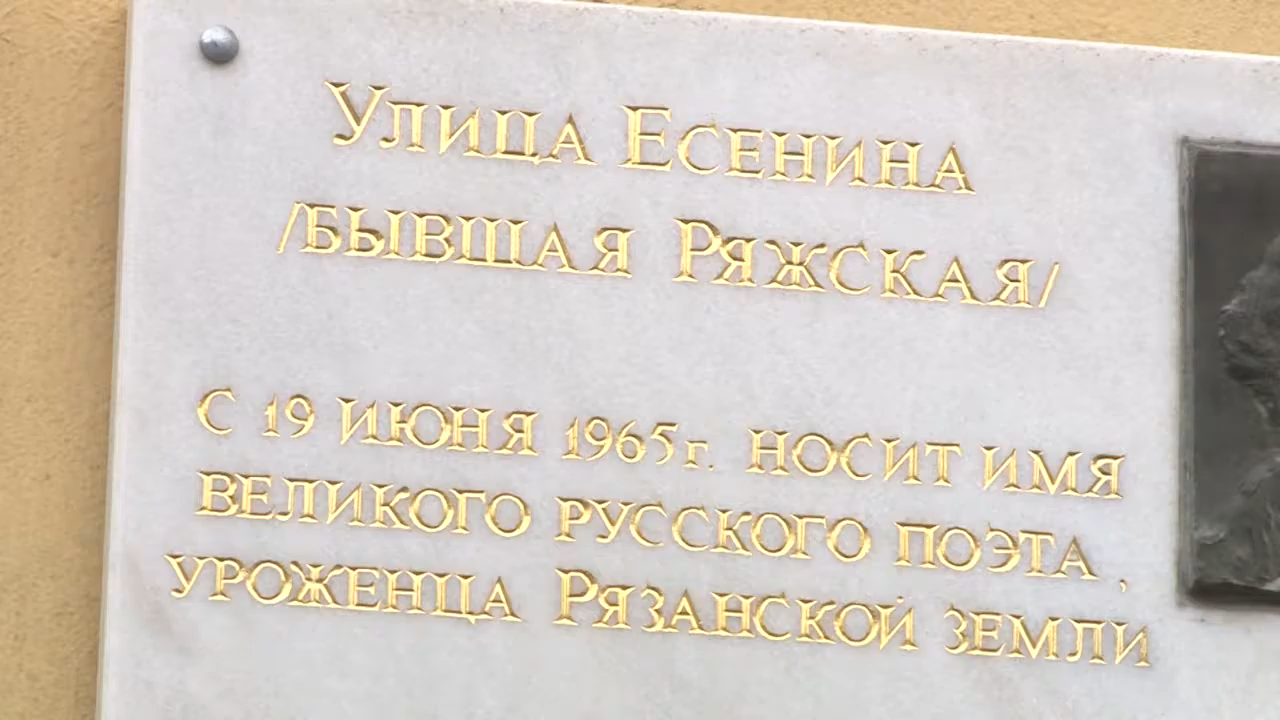 Улица Есенина
/бывшая Ряжская/
с 19 июня 1965г. носит имя
великого русского поэта,
уроженца Рязанской земли